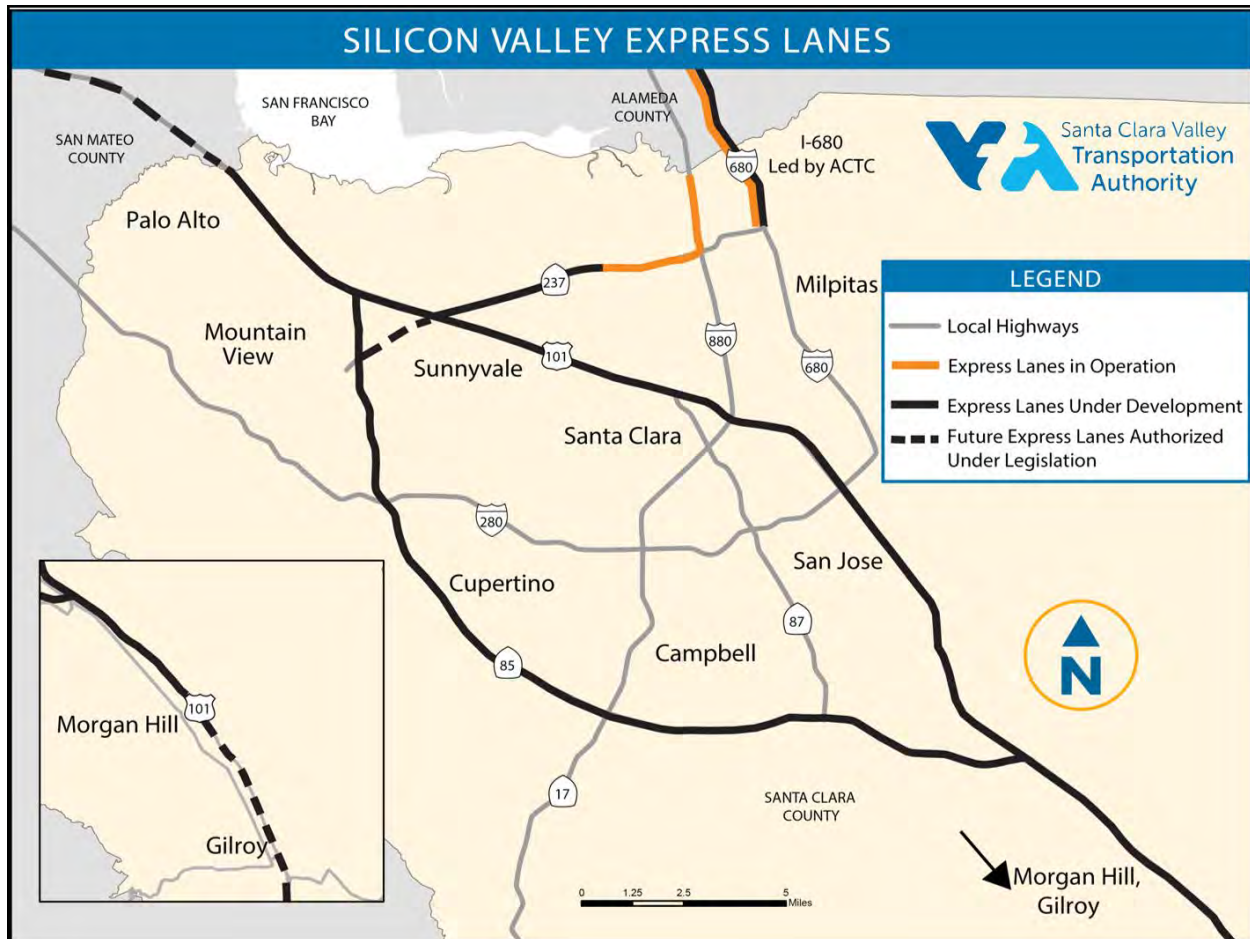 SILICON VALLEY EXPRESS LANES
SAN FRANCISCO
BAY
ALAMEDA
COUNTY
SAN MATEO
COUNTY
I-680
Led by ACTC
680
VTA
Santa Clara Valley
Transportation
Authority
Palo Alto
237
Milpitas
LEGEND
Local Highways
Express Lanes in Operation
Express Lanes Under Development
Future Express Lanes Authorized
Under Legislation
Mountain
View
Sunnyvale
101
880
680
Santa Clara
280
Cupertino
San Jose
87
Campbell
85
N
101
Morgan Hill
Gilroy
17
SANTA CLARA
COUNTY
Morgan Hill,
Gilroy
0 1.25 2.5 5
Miles